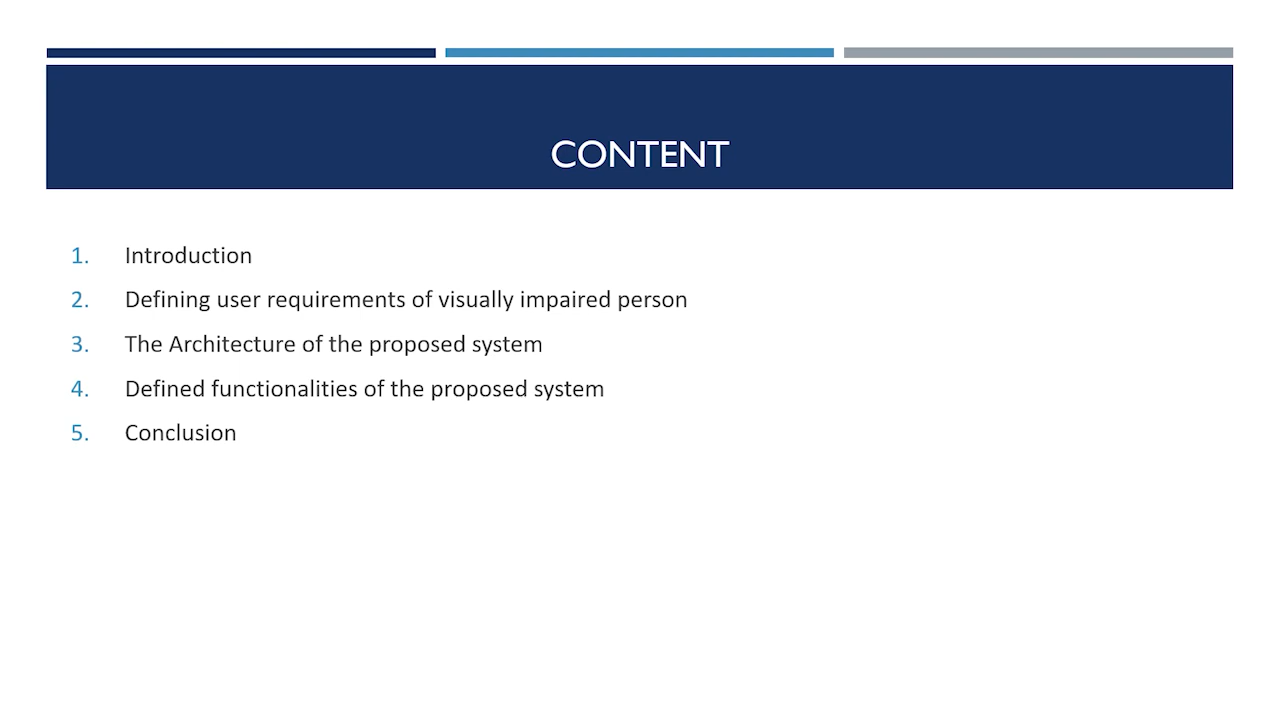 CONTENT
1. Introduction
2. Defining user requirements of visually impaired person
3. The Architecture of the proposed system
4. Defined functionalities of the proposed system
5. Conclusion